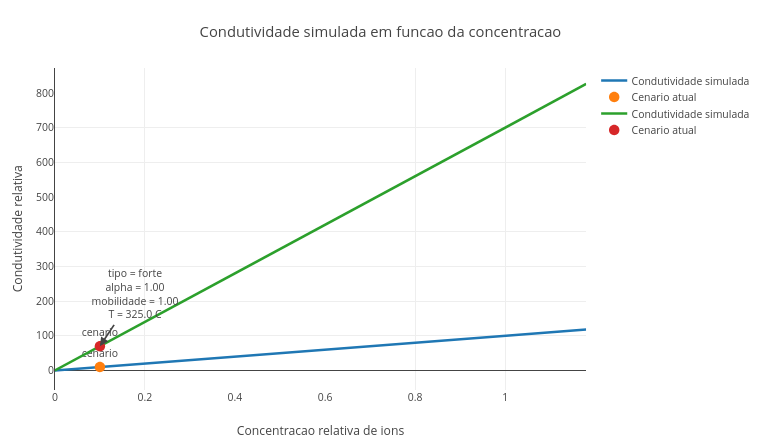 Condutividade simulada em funcao da concentracao
Condutividade simulada
Cenario atual
Condutividade simulada
Cenario atual
Condutividade relativa
800
700
600
500
400
300
200
100
0
tipo = forte
alpha = 1.00
mobilidade = 1.00
T = 325.0 C
cenario
cenario
0
0.2
0.4
0.6
0.8
1
Concentracao relativa de ions